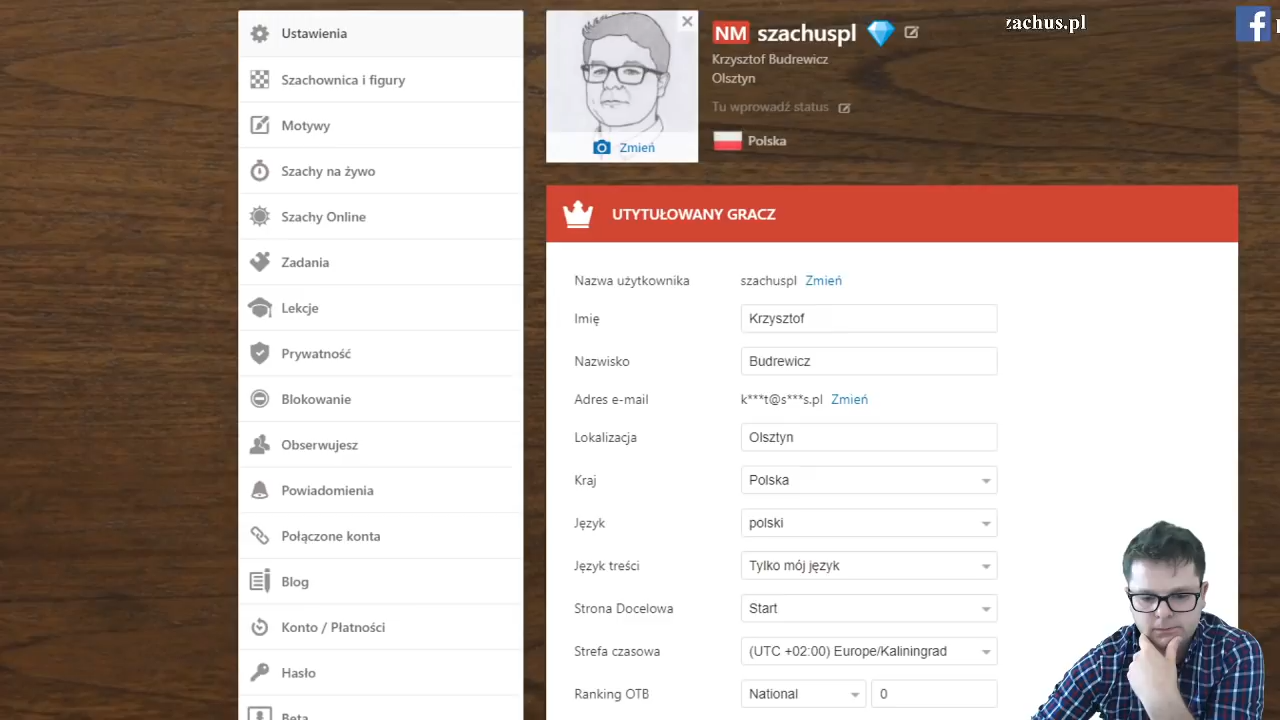 Ustawienia
Szachownica i figury
Motywy
Szachy na żywo
Szachy Online
Zadania
Lekcje
Prywatność
Blokowanie
Obserwujesz
Powiadomienia
Połączone konta
Blog
Konto / Płatności
Hasło
Beta
Zmień
NM szachuspl
Krzysztof Budrewicz
Olsztyn
Tu wprowadź status
Polska
zachus.pl
UTYTUŁOWANY GRACZ
Nazwa użytkownika szachuspl Zmień
Imię Krzysztof
Nazwisko Budrewicz
Adres e-mail k***t@s***s.pl Zmień
Lokalizacja Olsztyn
Kraj Polska
Język polski
Język treści Tylko mój język
Strona Docelowa Start
Strefa czasowa (UTC +02:00) Europe/Kaliningrad
Ranking OTB National 0